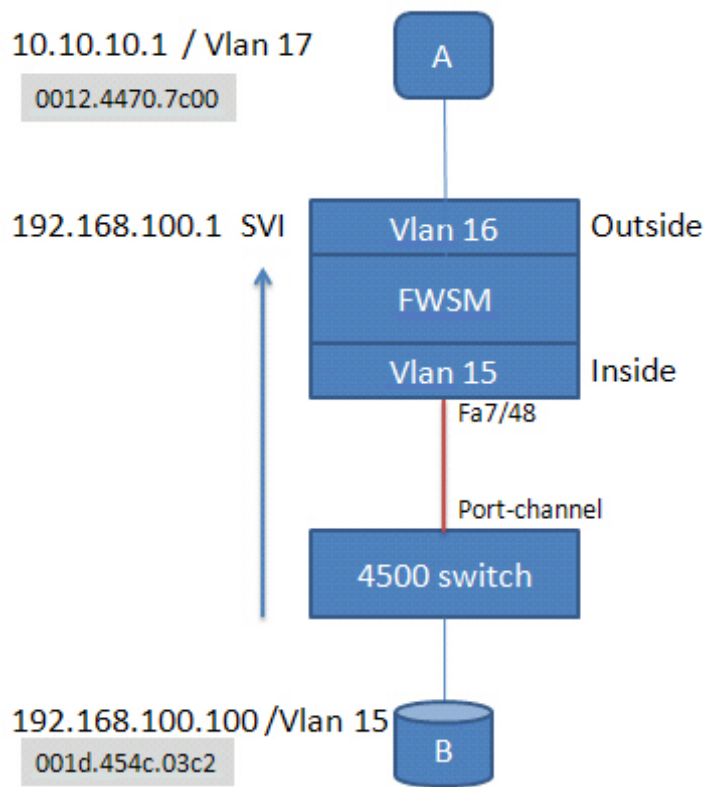 10.10.10.1 / Vlan 17
A
0012.4470.7c00
192.168.100.1 SVI
Vlan 16
Outside
FWSM
Vlan 15
Inside
Fa7/48
Port-channel
4500 switch
192.168.100.100 /Vlan 15
B
001d.454c.03c2